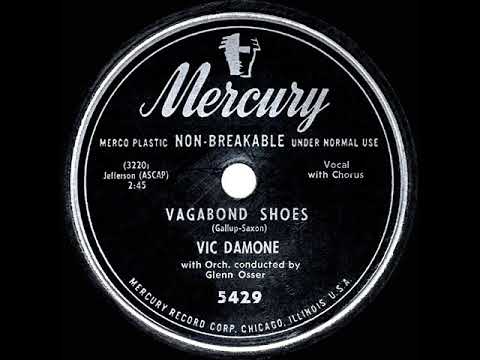 Mercury
MERCO PLASTIC NON-BREAKABLE UNDER NORMAL USE
(3220)
Jefferson (ASCAP)
2:45
Vocal
with Chorus
VAGABOND SHOES
(Gallup-Saxon)
VIC DAMONE
with Orch. conducted by
Glenn Osser
5429
MERCURY RECORD CORP. CHICAGO, ILLINOIS, U.S.A.